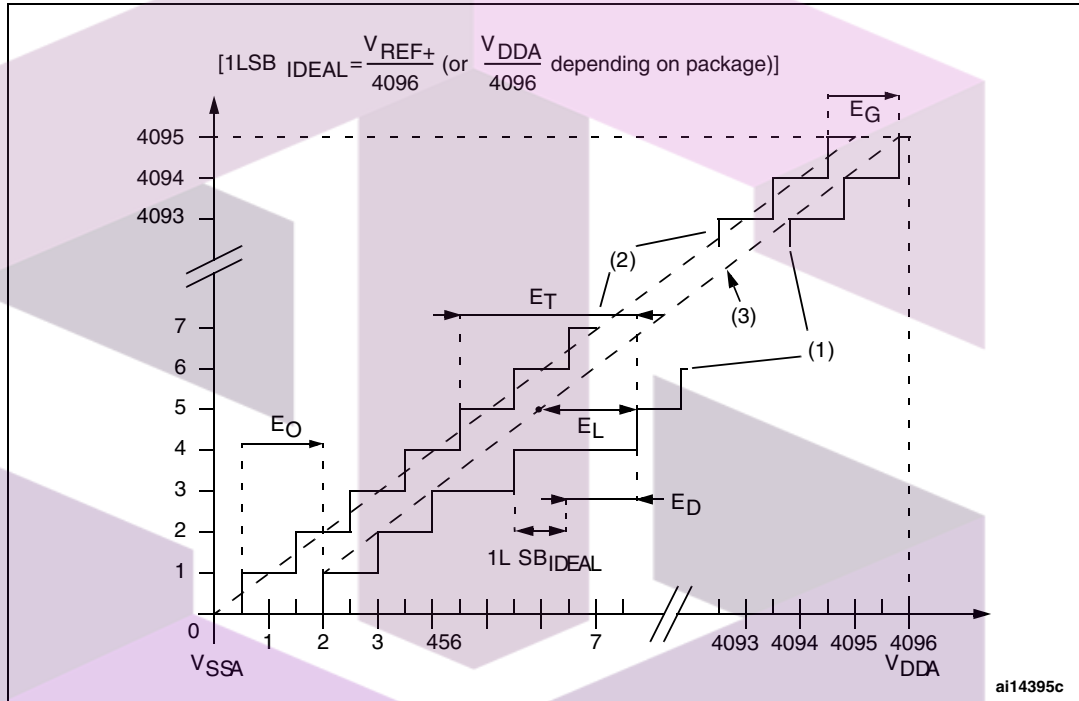 [1LSB IDEAL = VREF+ / 4096 (or VDDA / 4096 depending on package)]
EG
4095
4094
4093
(2)
ET
(3)
7
(1)
6
5
EL
EO
4
3
ED
2
1L SBIDEAL
1
0
1 2 3 456 7 4093 4094 4095 4096
VSSA VDDA
ai14395c